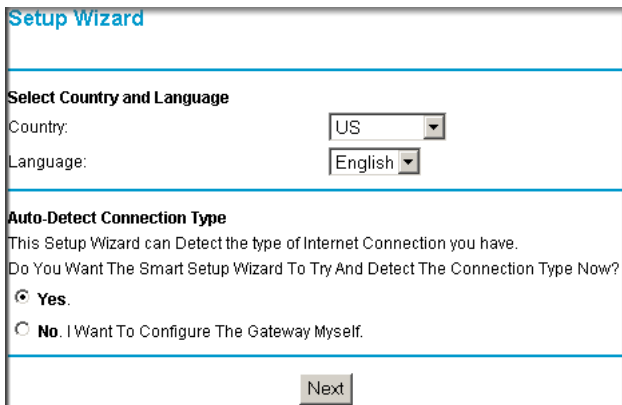 Setup Wizard
Select Country and Language
Country: US
Language: English
Auto-Detect Connection Type
This Setup Wizard can Detect the type of Internet Connection you have.
Do You Want The Smart Setup Wizard To Try And Detect The Connection Type Now?
Yes.
No. I Want To Configure The Gateway Myself.
Next